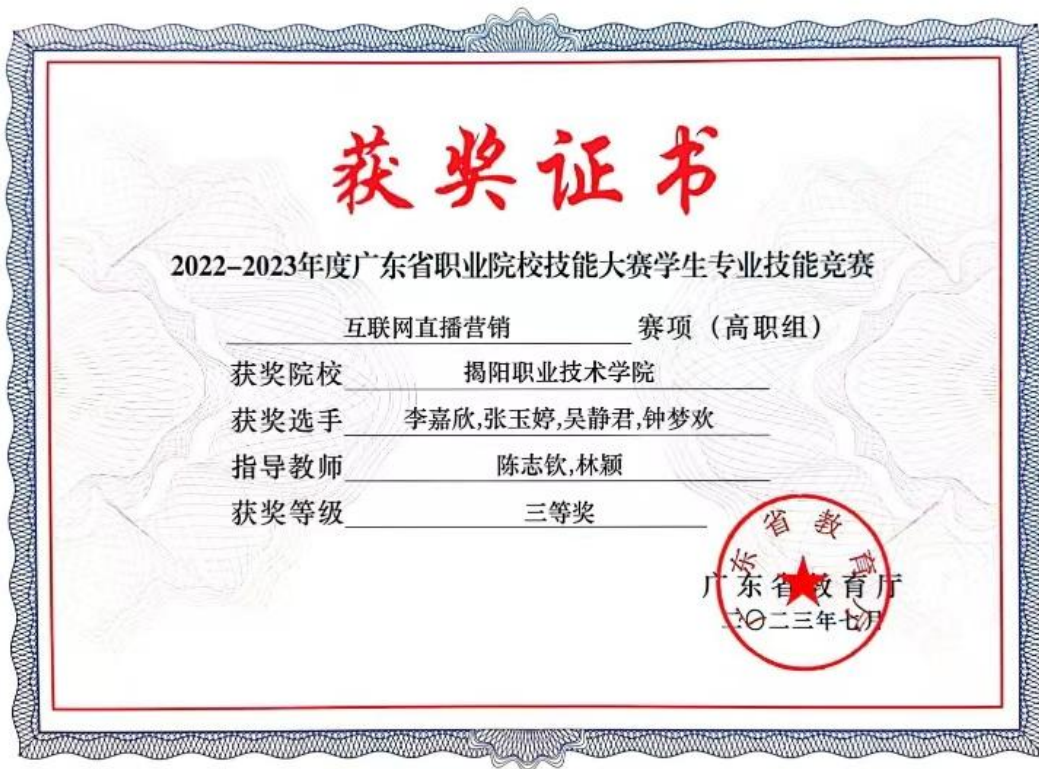 获奖证书
2022-2023年度广东省职业院校技能大赛学生专业技能竞赛
互联网直播营销 赛项（高职组）
获奖院校 揭阳职业技术学院
获奖选手 李嘉欣,张玉婷,吴静君,钟梦欢
指导教师 陈志钦,林颖
获奖等级 三等奖
广东省教育厅
广东省教育厅
二〇二三年七月